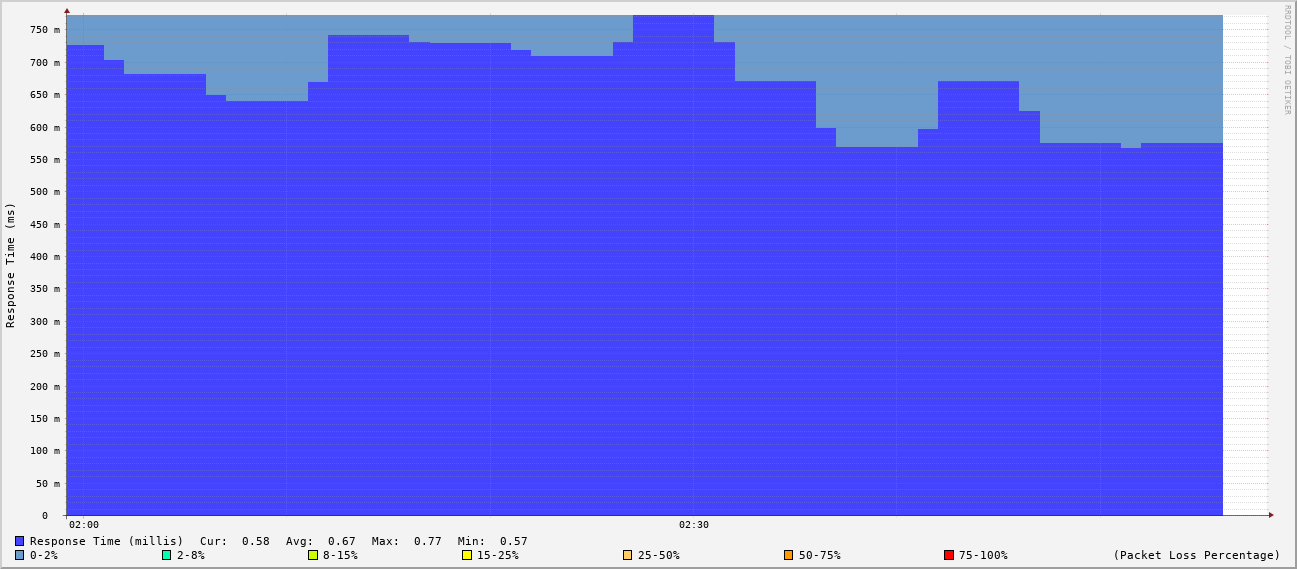 RRDTOOL / TOBI OETIKER
Response Time (ms)
750 m
700 m
650 m
600 m
550 m
500 m
450 m
400 m
350 m
300 m
250 m
200 m
150 m
100 m
50 m
0
02:00 02:30
Response Time (millis) Cur: 0.58 Avg: 0.67 Max: 0.77 Min: 0.57
0-2% 2-8% 8-15% 15-25% 25-50% 50-75% 75-100% (Packet Loss Percentage)